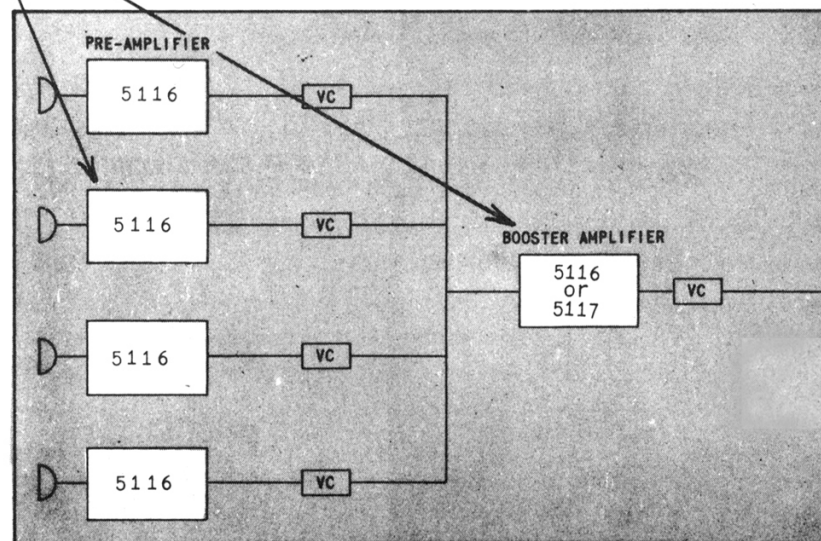 PRE-AMPLIFIER
5116
VC
5116
VC
BOOSTER AMPLIFIER
5116
or
5117
VC
5116
VC
5116
VC